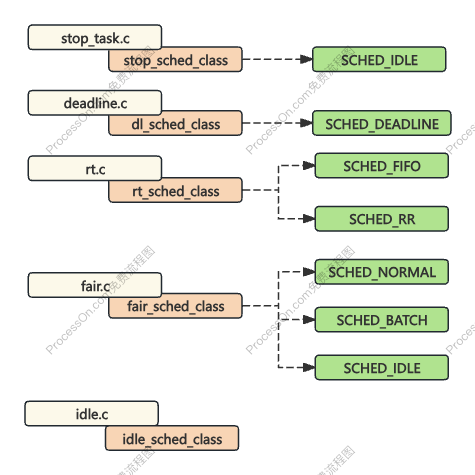 stop_task.c
stop_sched_class
SCHED_IDLE
deadline.c
dl_sched_class
SCHED_DEADLINE
rt.c
rt_sched_class
SCHED_FIFO
SCHED_RR
fair.c
fair_sched_class
SCHED_NORMAL
SCHED_BATCH
SCHED_IDLE
idle.c
idle_sched_class
ProcessOn.com免费流程图
ProcessOn.com免费流程图
ProcessOn.com免费流程图
ProcessOn.com免费流程图